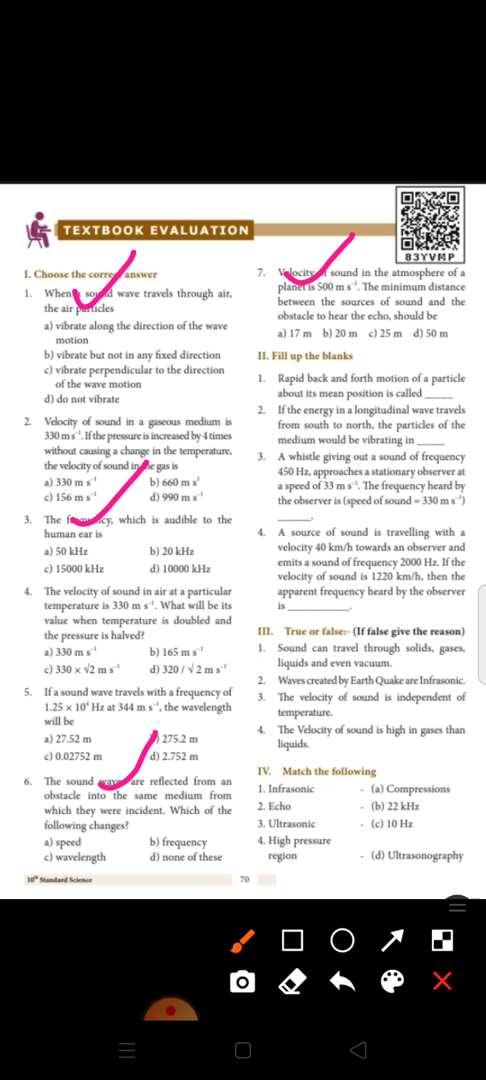 TEXTBOOK EVALUATION
83YVMP
I. Choose the correct answer
1. When a sound wave travels through air,
the air particles
a) vibrate along the direction of the wave
motion
b) vibrate but not in any fixed direction
c) vibrate perpendicular to the direction
of the wave motion
d) do not vibrate
2. Velocity of sound in a gaseous medium is
330 m s⁻¹. If the pressure is increased by 4 times
without causing a change in the temperature,
the velocity of sound in the gas is
a) 330 m s⁻¹ b) 660 m s¹
c) 156 m s⁻¹ d) 990 m s⁻¹
3. The frequency, which is audible to the
human ear is
a) 50 kHz b) 20 kHz
c) 15000 kHz d) 10000 kHz
4. The velocity of sound in air at a particular
temperature is 330 m s⁻¹. What will be its
value when temperature is doubled and
the pressure is halved?
a) 330 m s⁻¹ b) 165 m s⁻¹
c) 330 × √2 m s⁻¹ d) 320 / √ 2 m s⁻¹
5. If a sound wave travels with a frequency of
1.25 × 10⁴ Hz at 344 m s⁻¹, the wavelength
will be
a) 27.52 m b) 275.2 m
c) 0.02752 m d) 2.752 m
6. The sound waves are reflected from an
obstacle into the same medium from
which they were incident. Which of the
following changes?
a) speed b) frequency
c) wavelength d) none of these
7. Velocity of sound in the atmosphere of a
planet is 500 m s⁻¹. The minimum distance
between the sources of sound and the
obstacle to hear the echo, should be
a) 17 m b) 20 m c) 25 m d) 50 m
II. Fill up the blanks
1. Rapid back and forth motion of a particle
about its mean position is called _____
2. If the energy in a longitudinal wave travels
from south to north, the particles of the
medium would be vibrating in _____
3. A whistle giving out a sound of frequency
450 Hz, approaches a stationary observer at
a speed of 33 m s⁻¹. The frequency heard by
the observer is (speed of sound = 330 m s⁻¹)
______.
4. A source of sound is travelling with a
velocity 40 km/h towards an observer and
emits a sound of frequency 2000 Hz. If the
velocity of sound is 1220 km/h, then the
apparent frequency heard by the observer
is ___________.
III. True or false:- (If false give the reason)
1. Sound can travel through solids, gases,
liquids and even vacuum.
2. Waves created by Earth Quake are Infrasonic.
3. The velocity of sound is independent of
temperature.
4. The Velocity of sound is high in gases than
liquids.
IV. Match the following
1. Infrasonic - (a) Compressions
2. Echo - (b) 22 kHz
3. Ultrasonic - (c) 10 Hz
4. High pressure
region - (d) Ultrasonography
10th Standard Science 70